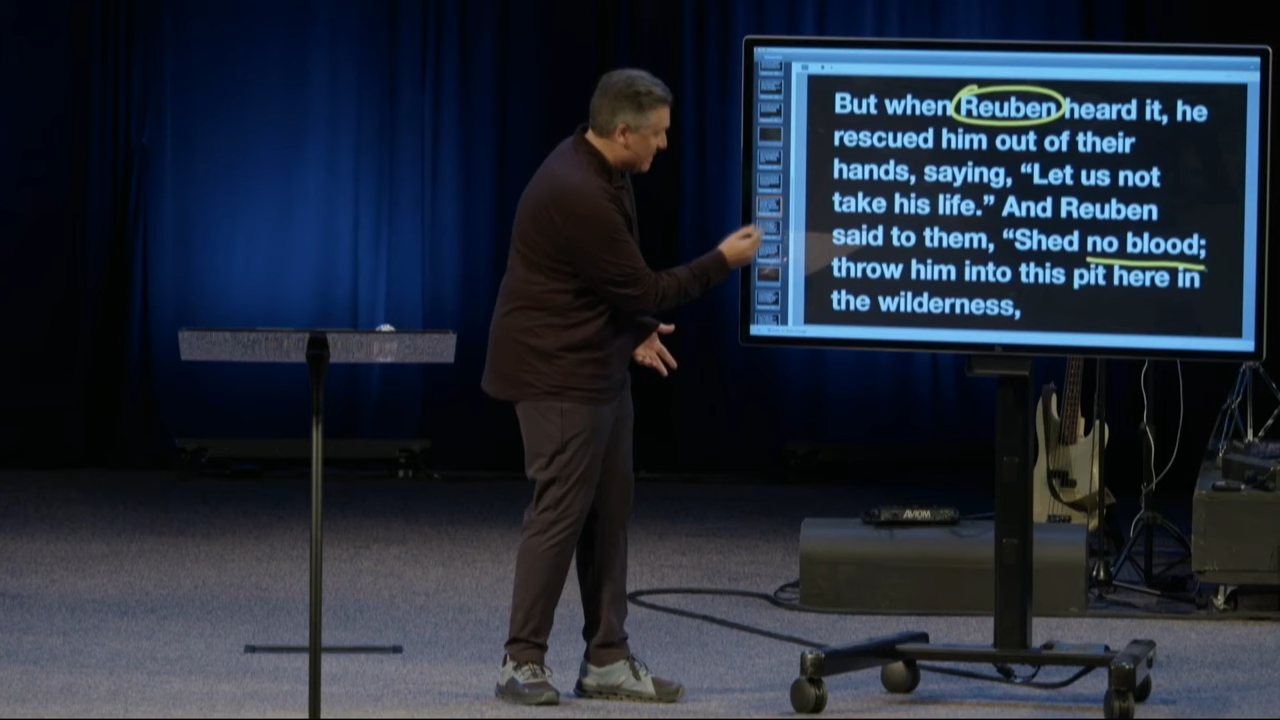 But when Reuben heard it, he
rescued him out of their
hands, saying, “Let us not
take his life.” And Reuben
said to them, “Shed no blood;
throw him into this pit here in
the wilderness,
AVIOM